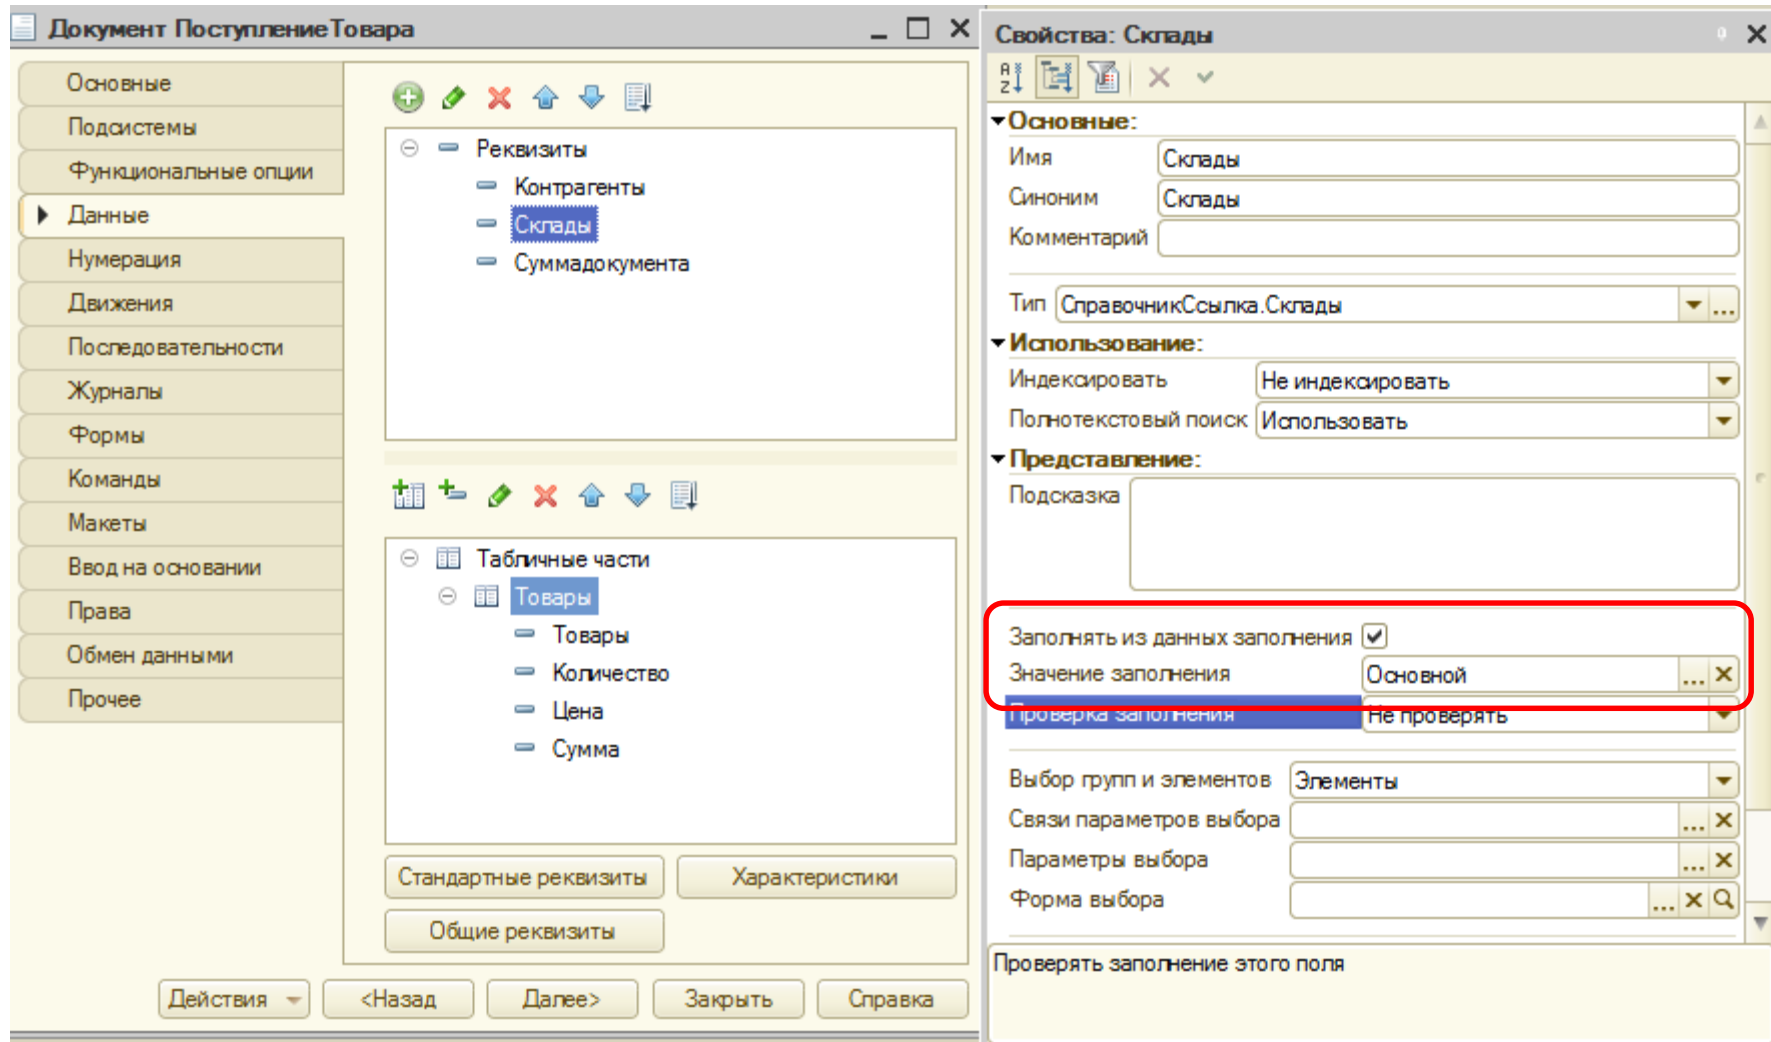 Документ ПоступлениеТовара
Основные
Подсистемы
Функциональные опции
Данные
Нумерация
Движения
Последовательности
Журналы
Формы
Команды
Макеты
Ввод на основании
Права
Обмен данными
Прочее
Реквизиты
Контрагенты
Склады
Суммадокумента
Табличные части
Товары
Товары
Количество
Цена
Сумма
Стандартные реквизиты
Характеристики
Общие реквизиты
Действия
<Назад
Далее>
Закрыть
Справка
Свойства: Склады
Основные:
Имя Склады
Синоним Склады
Комментарий
Тип СправочникСсылка.Склады ...
Использование:
Индексировать Не индексировать
Полнотекстовый поиск Использовать
Представление:
Подсказка
Заполнять из данных заполнения
Значение заполнения Основной ...
Проверка заполнения Не проверять
Выбор групп и элементов Элементы
Связи параметров выбора ...
Параметры выбора ...
Форма выбора ...
Проверять заполнение этого поля